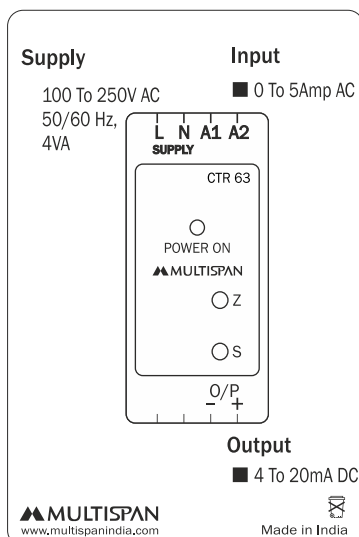 Supply
100 To 250V AC
50/60 Hz,
4VA
Input
■ 0 To 5Amp AC
L N A1 A2
SUPPLY
CTR 63
POWER ON
MULTISPAN
Z
S
O/P
- +
Output
■ 4 To 20mA DC
MULTISPAN
www.multispanindia.com
Made in India